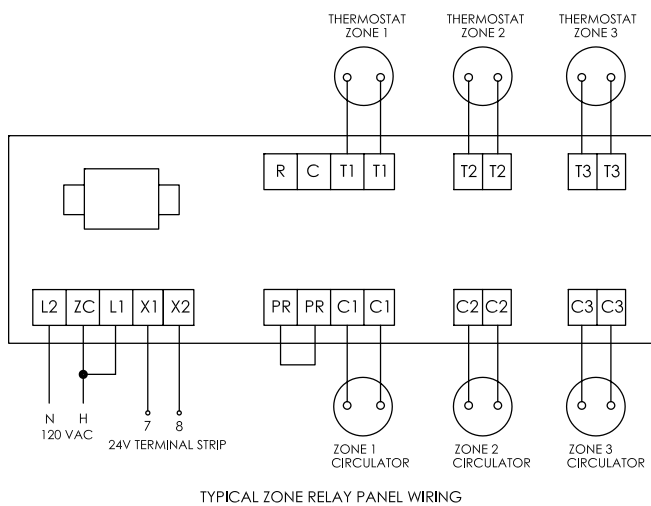 THERMOSTAT
ZONE 1
THERMOSTAT
ZONE 2
THERMOSTAT
ZONE 3
R C T1 T1
T2 T2
T3 T3
L2 ZC L1 X1 X2
PR PR C1 C1
C2 C2
C3 C3
N H
120 VAC
7 8
24V TERMINAL STRIP
ZONE 1
CIRCULATOR
ZONE 2
CIRCULATOR
ZONE 3
CIRCULATOR
TYPICAL ZONE RELAY PANEL WIRING